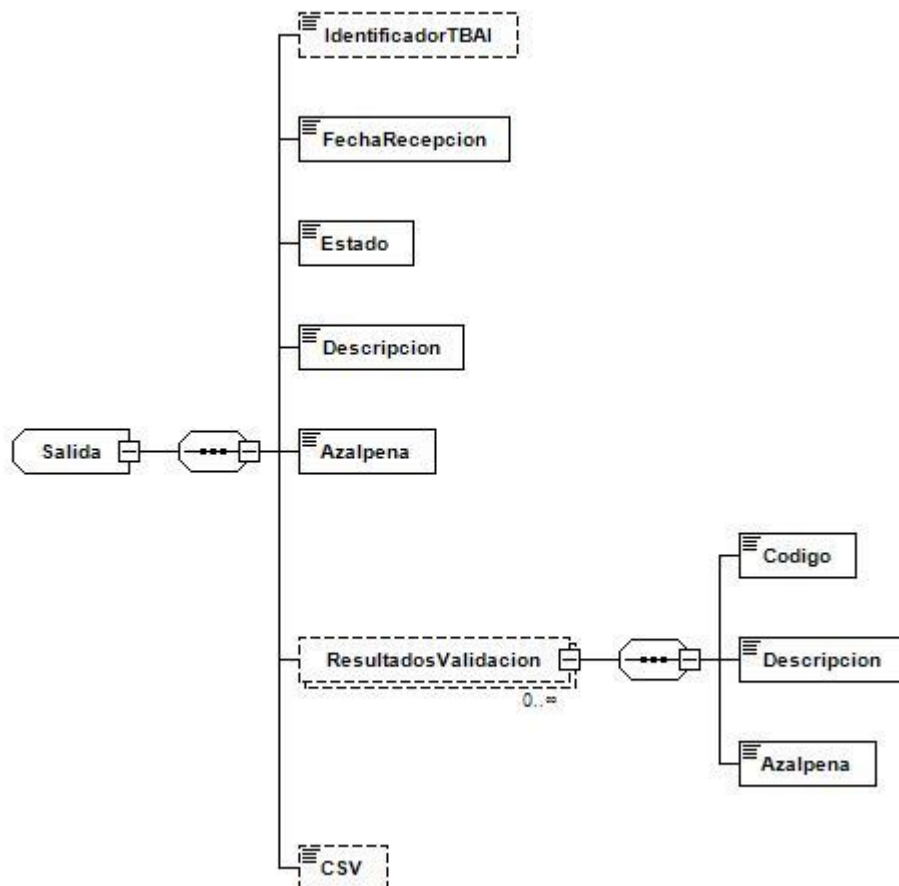 IdentificadorTBAI
FechaRecepcion
Estado
Descripcion
Salida
Azalpena
Codigo
ResultadosValidacion
Descripcion
0..∞
Azalpena
CSV